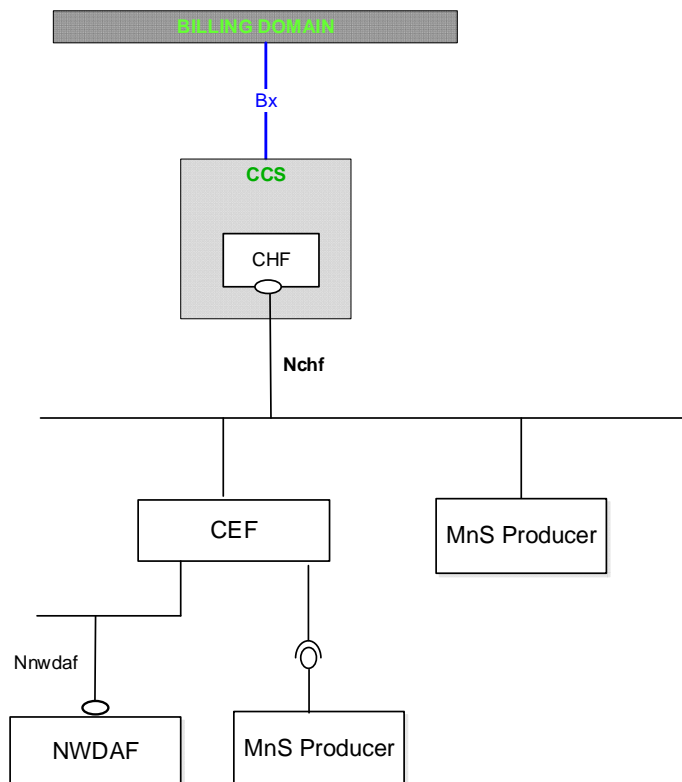 BILLING DOMAIN
Bx
CCS
CHF
Nchf
CEF
MnS Producer
Nnwdaf
NWDAF
MnS Producer